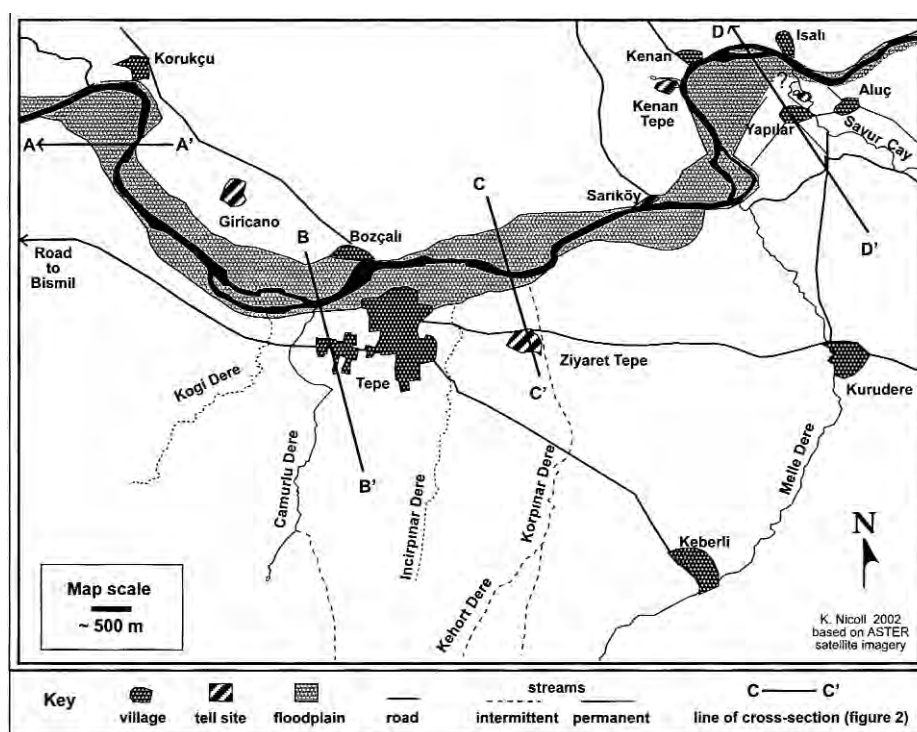 Korukçu
Kenan
D
Isalı
Kenan
Tepe
?
Aluç
Yapılar
Savur Çay
A
A'
Giricano
C
Sarıköy
Road
to
Bismil
B
Bozçalı
D'
Kogi Dere
Tepe
Ziyaret Tepe
C'
Kurudere
Camurlu Dere
B'
Incirpınar Dere
Korpınar Dere
Melle Dere
Kehort Dere
Keberli
N
Map scale
~ 500 m
K. Nicoll 2002
based on ASTER
satellite imagery
Key
village
tell site
floodplain
road
streams
intermittent
permanent
C
C'
line of cross-section (figure 2)